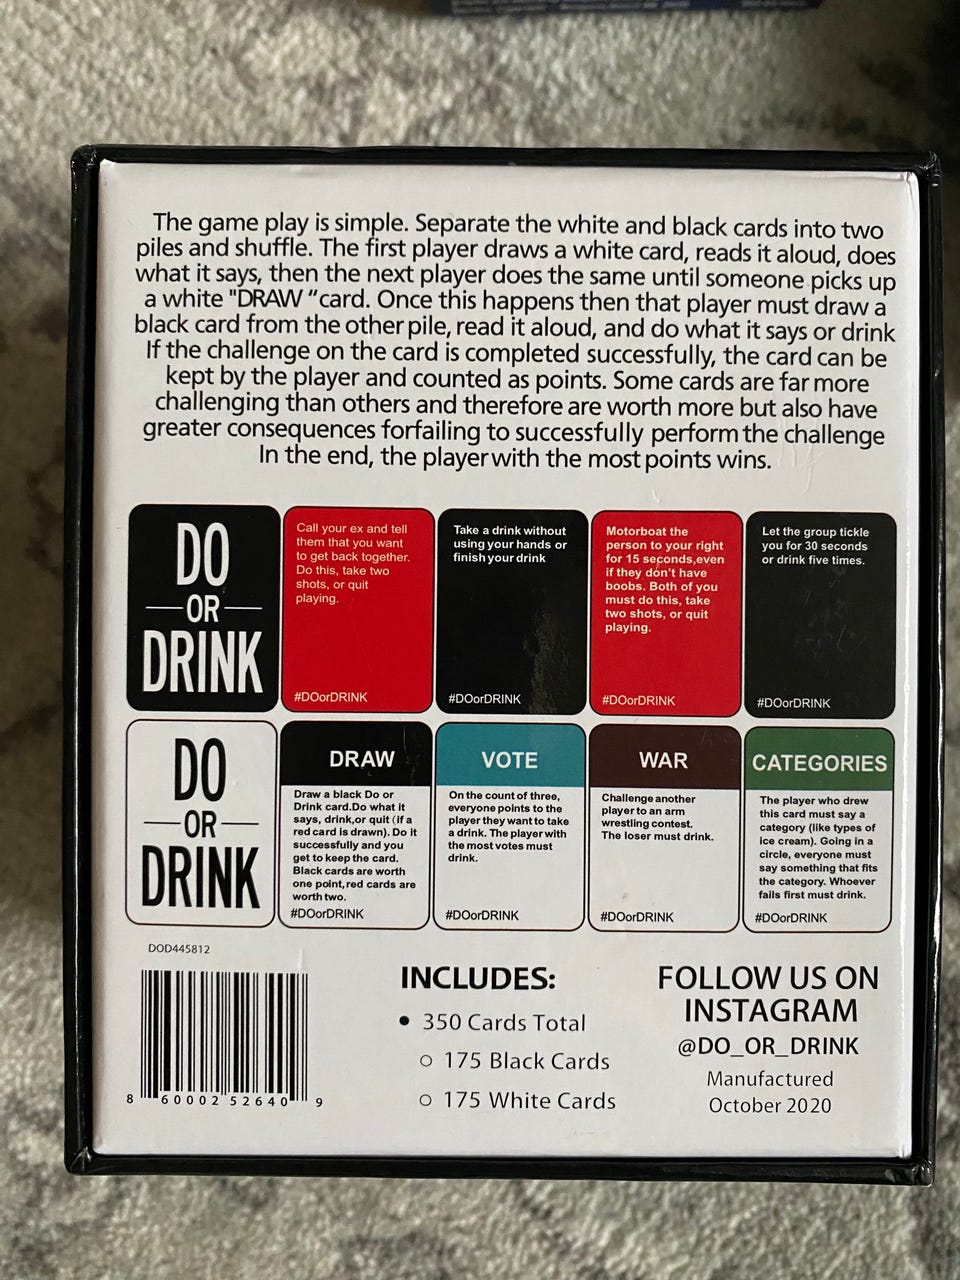 The game play is simple. Separate the white and black cards into two
piles and shuffle. The first player draws a white card, reads it aloud, does
what it says, then the next player does the same until someone picks up
a white "DRAW "card. Once this happens then that player must draw a
black card from the other pile, read it aloud, and do what it says or drink
If the challenge on the card is completed successfully, the card can be
kept by the player and counted as points. Some cards are far more
challenging than others and therefore are worth more but also have
greater consequences forfailing to successfully perform the challenge
In the end, the player with the most points wins.
DO
OR
DRINK
Call your ex and tell
them that you want
to get back together.
Do this, take two
shots, or quit
playing.
#DOorDRINK
Take a drink without
using your hands or
finish your drink
#DOorDRINK
Motorboat the
person to your right
for 15 seconds,even
if they don't have
boobs. Both of you
must do this, take
two shots, or quit
playing.
#DOorDRINK
Let the group tickle
you for 30 seconds
or drink five times.
#DOorDRINK
DO
OR
DRINK
DRAW
Draw a black Do or
Drink card.Do what it
says, drink,or quit (if a
red card is drawn). Do it
successfully and you
get to keep the card.
Black cards are worth
one point,red cards are
worth two.
#DOorDRINK
VOTE
On the count of three,
everyone points to the
player they want to take
a drink. The player with
the most votes must
drink.
#DOorDRINK
WAR
Challenge another
player to an arm
wrestling contest.
The loser must drink.
#DOorDRINK
CATEGORIES
The player who drew
this card must say a
category (like types of
ice cream). Going in a
circle, everyone must
say something that fits
the category. Whoever
fails first must drink.
#DOorDRINK
DOD445812
8 60002 52640 9
INCLUDES:
• 350 Cards Total
○ 175 Black Cards
○ 175 White Cards
FOLLOW US ON
INSTAGRAM
@DO_OR_DRINK
Manufactured
October 2020